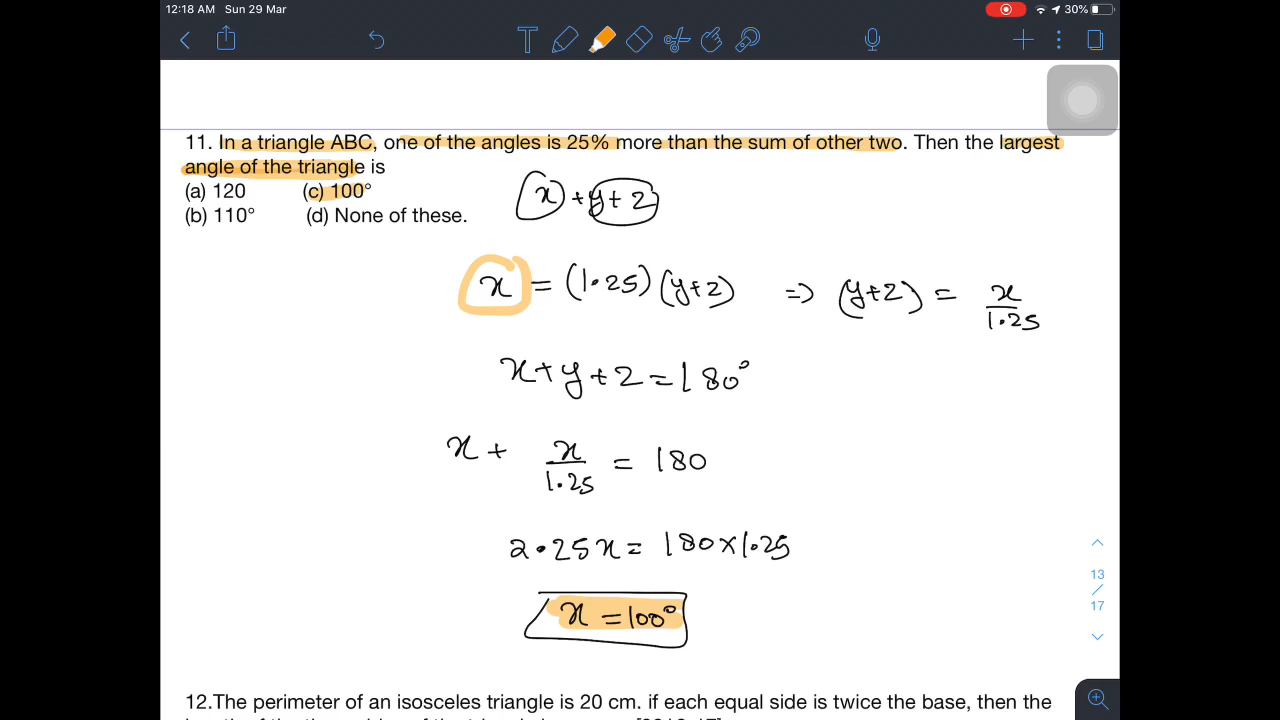 12:18 AM Sun 29 Mar
30%
11. In a triangle ABC, one of the angles is 25% more than the sum of other two. Then the largest
angle of the triangle is
(a) 120 (c) 100°
(b) 110° (d) None of these.
x + y + z
x = (1.25) (y+z) => (y+z) = x/1.25
x + y + z = 180°
x + x/1.25 = 180
2.25x = 180 × 1.25
x = 100°
13
/
17
12.The perimeter of an isosceles triangle is 20 cm. if each equal side is twice the base, then the